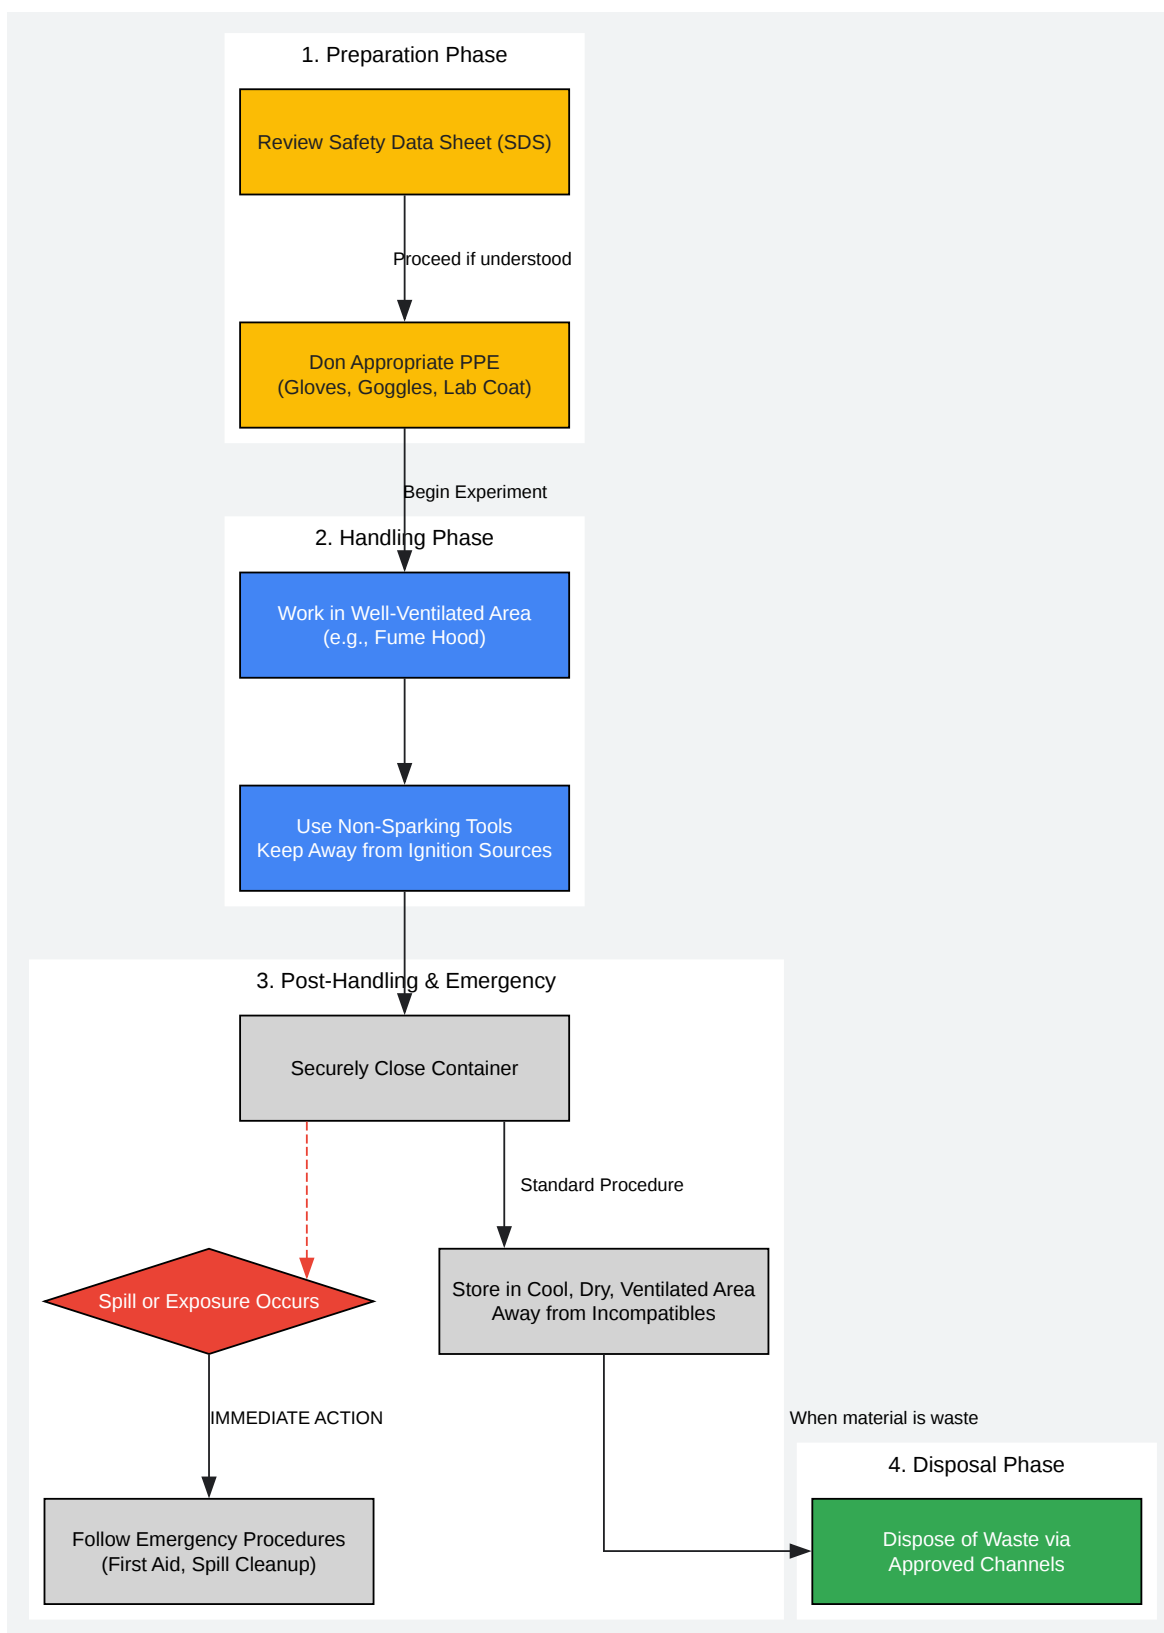 1. Preparation Phase
Review Safety Data Sheet (SDS)
Proceed if understood
Don Appropriate PPE
(Gloves, Goggles, Lab Coat)
Begin Experiment
2. Handling Phase
Work in Well-Ventilated Area
(e.g., Fume Hood)
Use Non-Sparking Tools
Keep Away from Ignition Sources
3. Post-Handling & Emergency
Securely Close Container
Standard Procedure
Spill or Exposure Occurs
Store in Cool, Dry, Ventilated Area
Away from Incompatibles
IMMEDIATE ACTION
When material is waste
4. Disposal Phase
Follow Emergency Procedures
(First Aid, Spill Cleanup)
Dispose of Waste via
Approved Channels